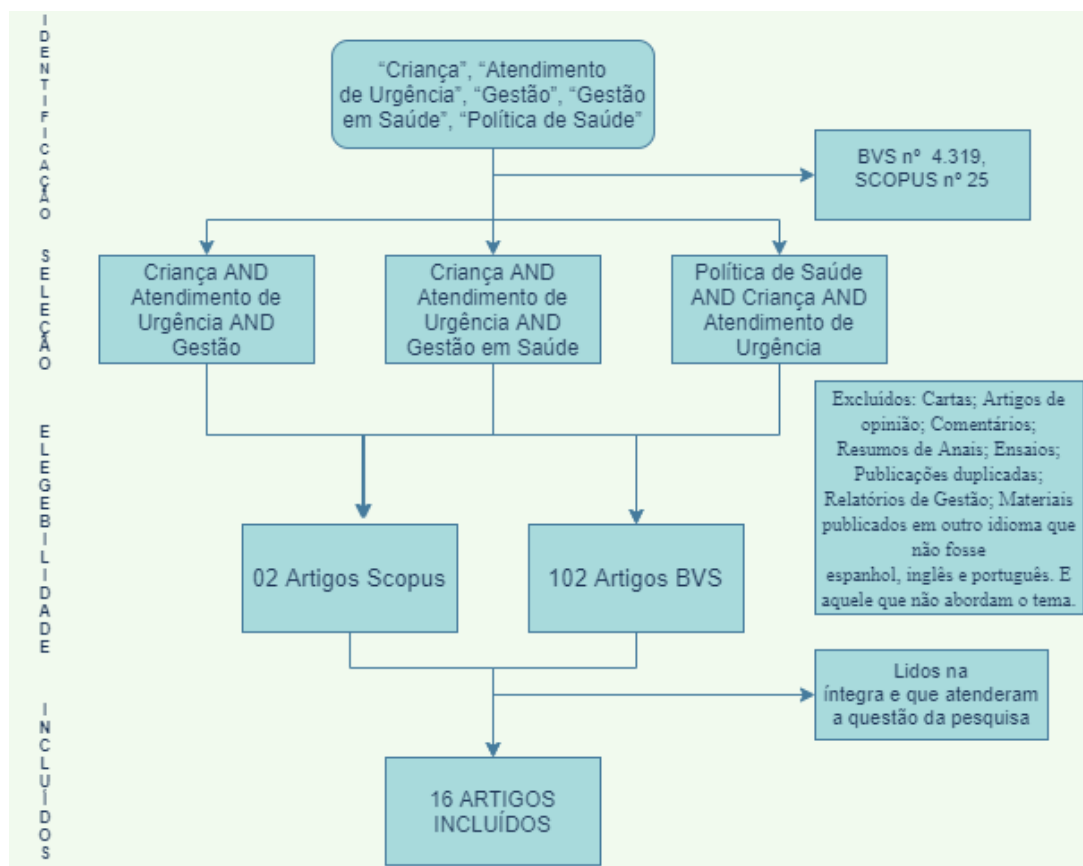 IDENTIFICAÇÃO
“Criança”, “Atendimento
de Urgência”, “Gestão”, “Gestão
em Saúde”, “Política de Saúde”
BVS nº 4.319,
SCOPUS nº 25
SELEÇÃO
Criança AND
Atendimento de
Urgência AND
Gestão
Criança AND
Atendimento de
Urgência AND
Gestão em Saúde
Política de Saúde
AND Criança AND
Atendimento de
Urgência
ELEGEBILIDADE
Excluídos: Cartas; Artigos de
opinião; Comentários;
Resumos de Anais; Ensaios;
Publicações duplicadas;
Relatórios de Gestão; Materiais
publicados em outro idioma que
não fosse
espanhol, inglês e português. E
aquele que não abordam o tema.
02 Artigos Scopus
102 Artigos BVS
Lidos na
íntegra e que atenderam
a questão da pesquisa
INCLUÍDOS
16 ARTIGOS
INCLUÍDOS